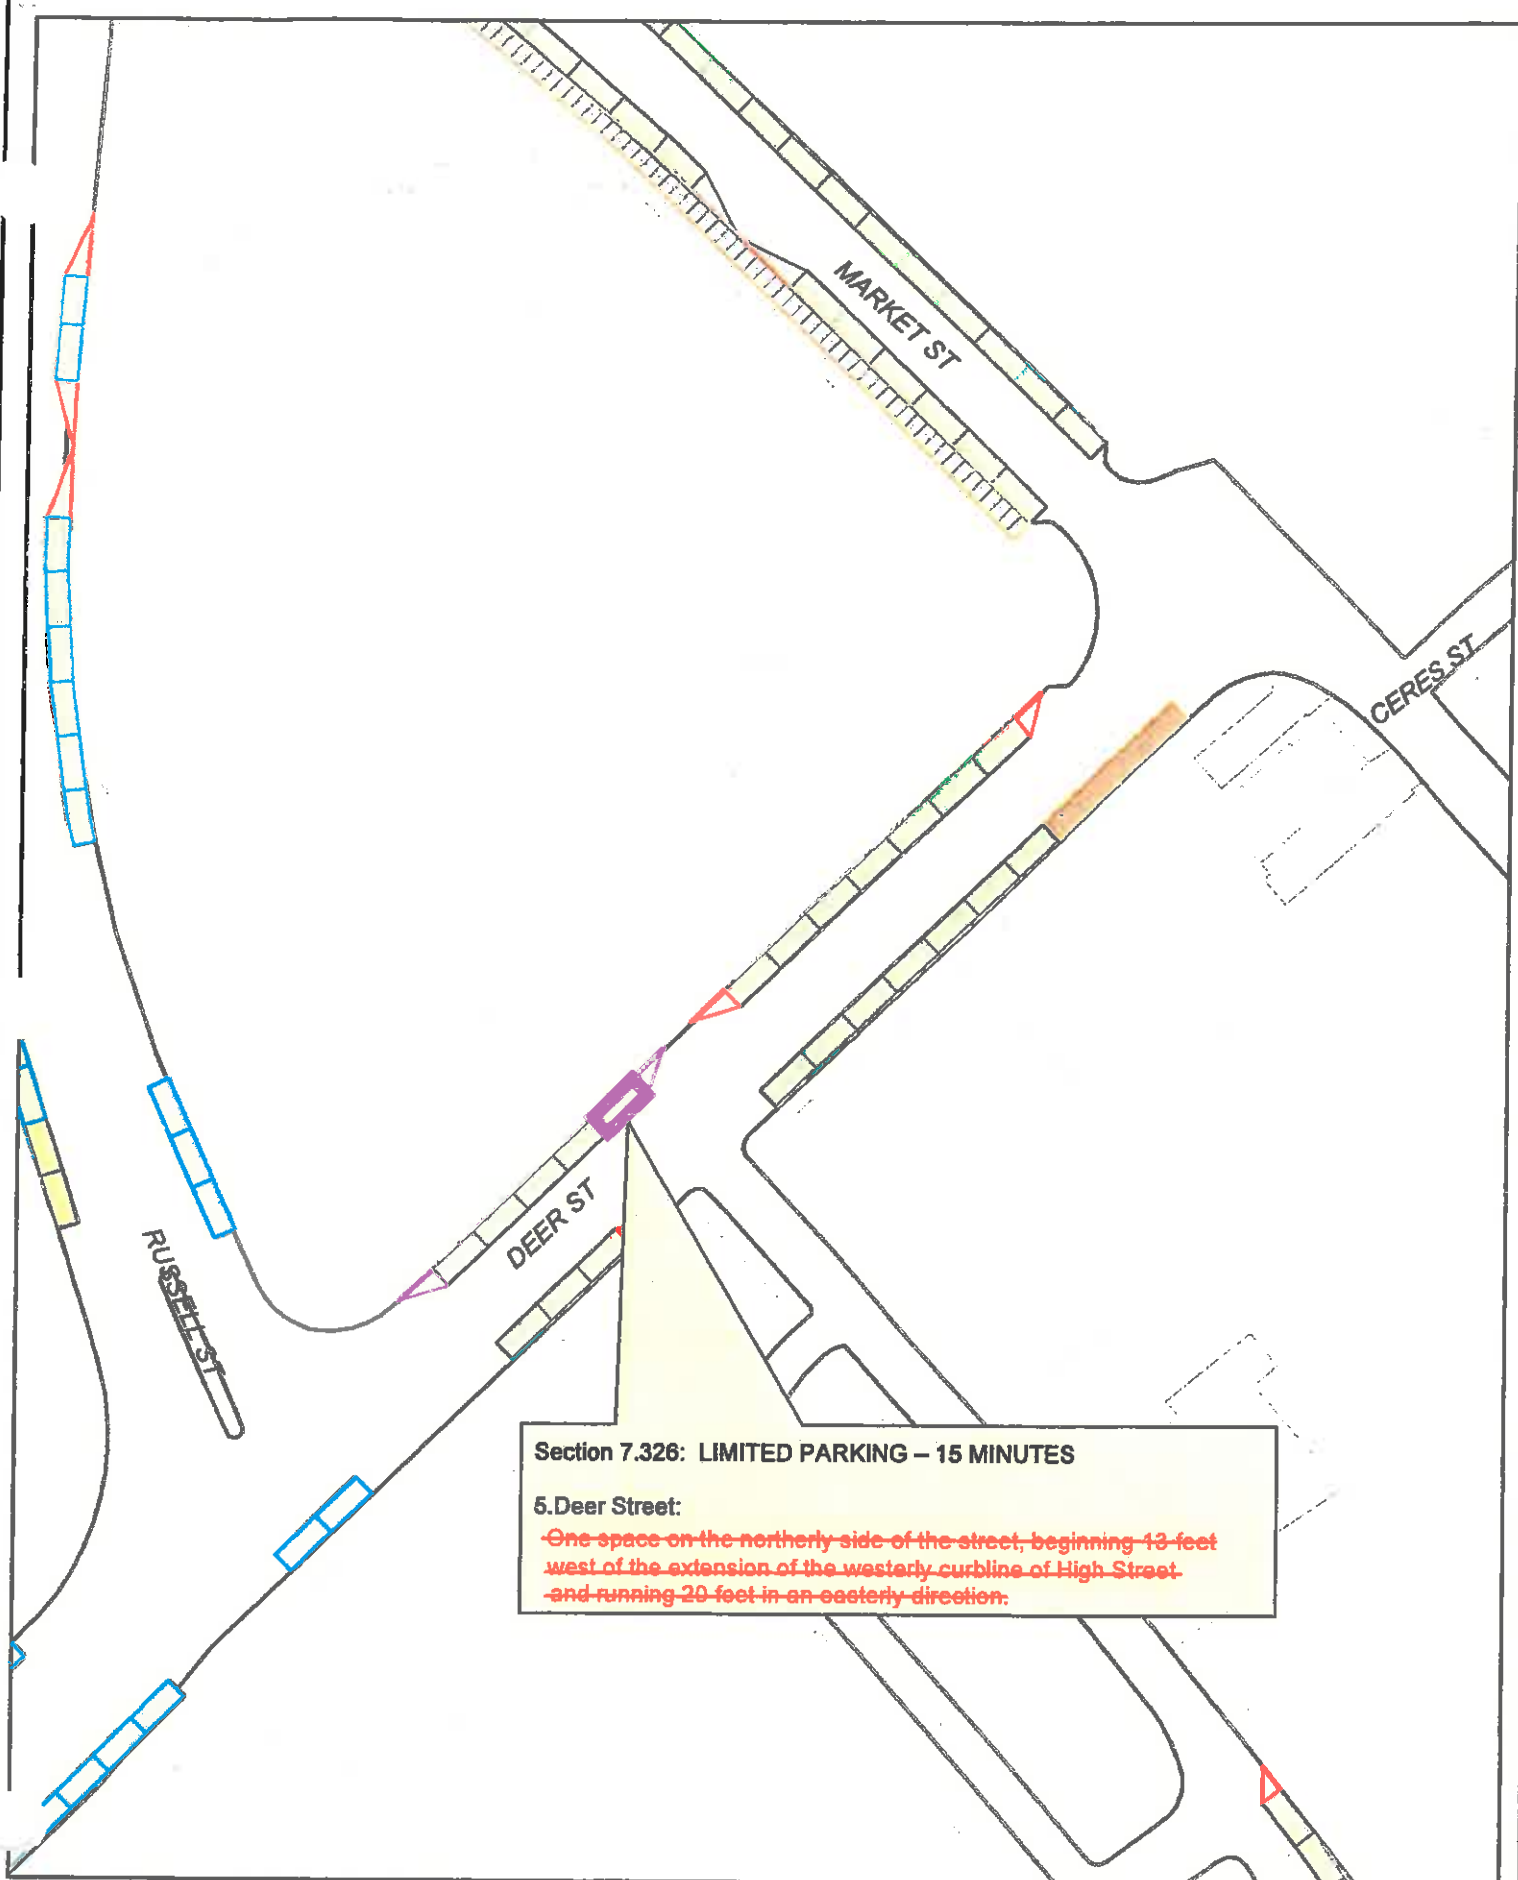 MARKET ST
CERES ST
DEER ST
RUSSELL ST
Section 7.326: LIMITED PARKING – 15 MINUTES
5.Deer Street:
One space on the northerly side of the street, beginning 13 feet
west of the extension of the westerly curbline of High Street
and running 20 feet in an easterly direction.